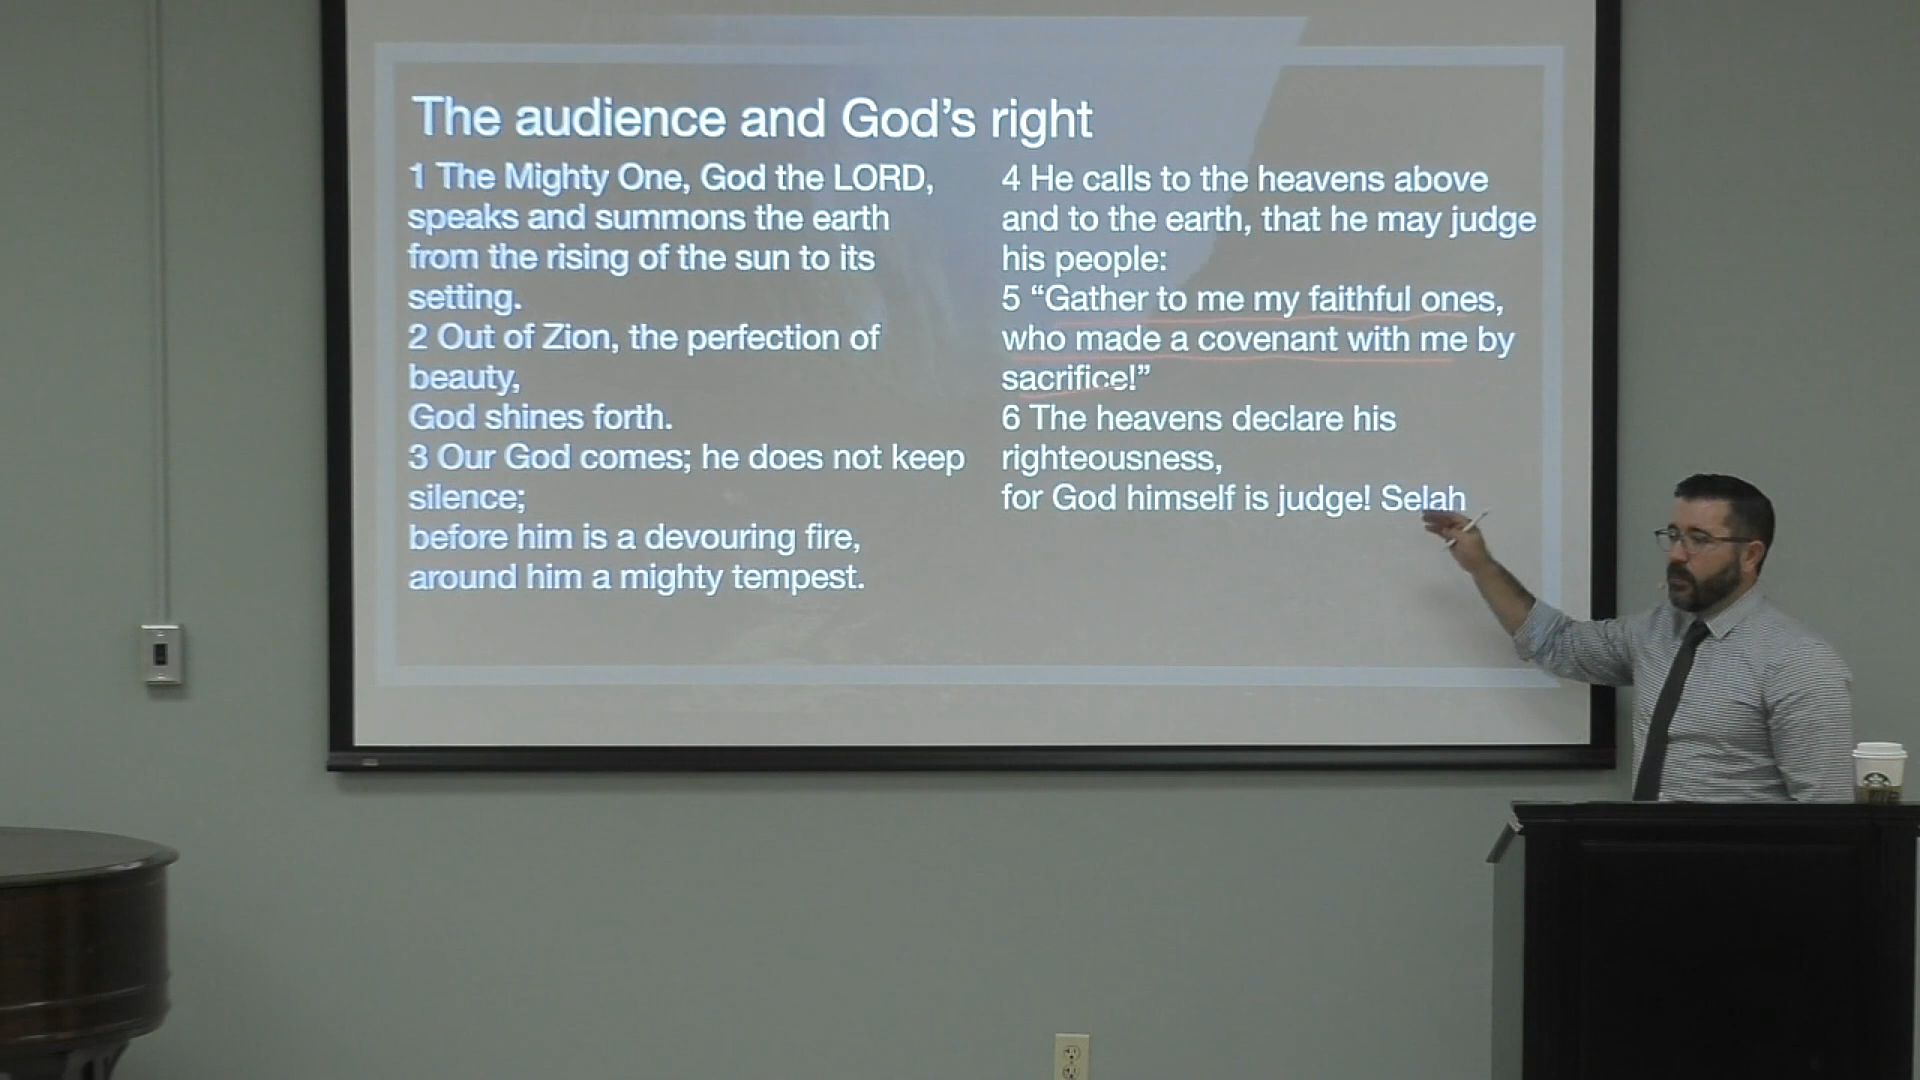 The audience and God’s right
1 The Mighty One, God the LORD,
speaks and summons the earth
from the rising of the sun to its
setting.
2 Out of Zion, the perfection of
beauty,
God shines forth.
3 Our God comes; he does not keep
silence;
before him is a devouring fire,
around him a mighty tempest.
4 He calls to the heavens above
and to the earth, that he may judge
his people:
5 “Gather to me my faithful ones,
who made a covenant with me by
sacrifice!”
6 The heavens declare his
righteousness,
for God himself is judge! Selah